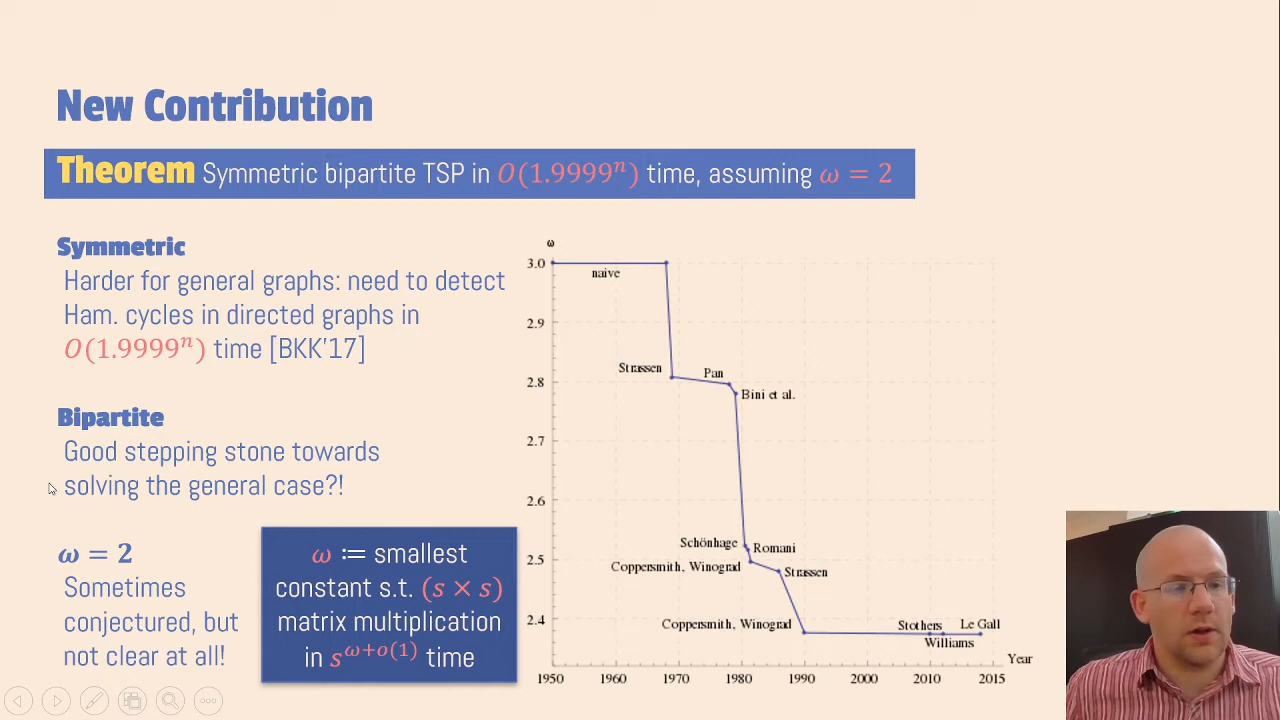 New Contribution
Theorem Symmetric bipartite TSP in O(1.9999ⁿ) time, assuming ω = 2
Symmetric
Harder for general graphs: need to detect
Ham. cycles in directed graphs in
O(1.9999ⁿ) time [BKK'17]
Bipartite
Good stepping stone towards
solving the general case?!
ω = 2
Sometimes
conjectured, but
not clear at all!
ω ≔ smallest
constant s.t. (s × s)
matrix multiplication
in s^{ω+o(1)} time
ω
3.0
naive
2.9
Strassen
2.8
Pan
Bini et al.
2.7
2.6
Schönhage
Romani
2.5
Coppersmith, Winograd
Strassen
2.4
Coppersmith, Winograd
Stothers
Le Gall
Williams
Year
1950 1960 1970 1980 1990 2000 2010 2015